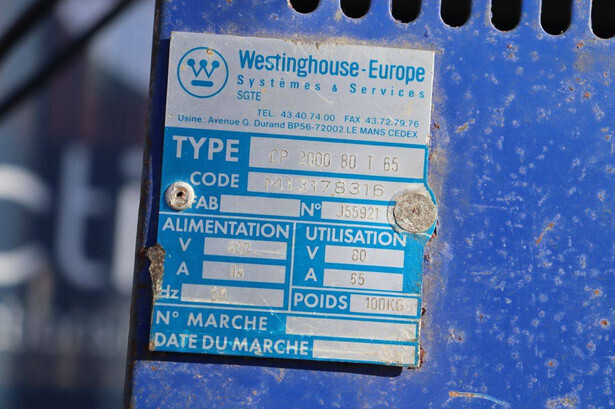 Westinghouse-Europe
Systèmes & Services
SGTE
TEL. 43.40.74.00 FAX 43.72.79.76
Usine: Avenue G. Durand BP56-72002 LE MANS CEDEX
TYPE CP 2000 80 T 65
CODE M13178316
FAB N° J55921
ALIMENTATION UTILISATION
V V 80
A A 65
Hz POIDS 100KG
N° MARCHE
DATE DU MARCHE